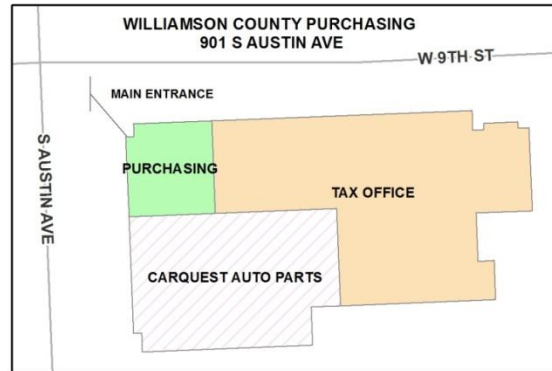 WILLIAMSON COUNTY PURCHASING
901 S AUSTIN AVE
W 9TH ST
MAIN ENTRANCE
S AUSTIN AVE
PURCHASING
TAX OFFICE
CARQUEST AUTO PARTS